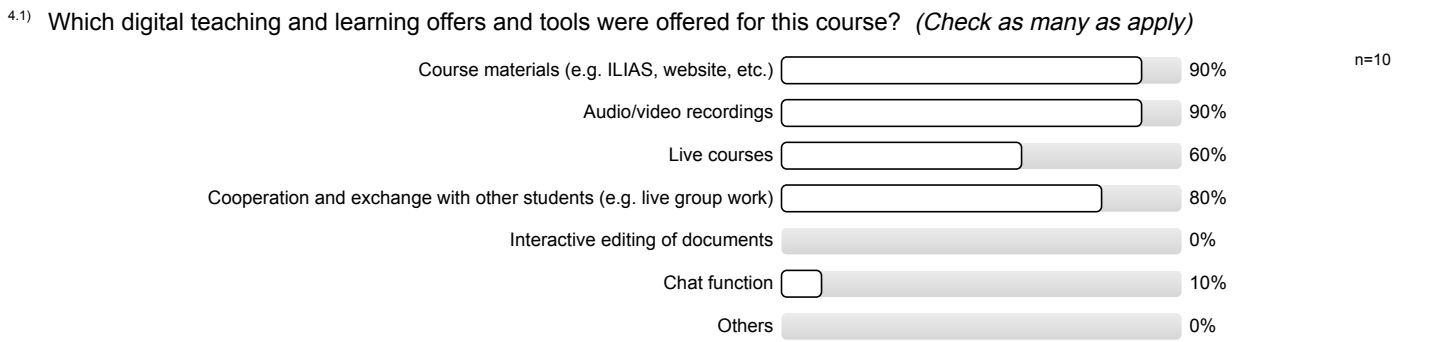 4.1) Which digital teaching and learning offers and tools were offered for this course? (Check as many as apply)
n=10
Course materials (e.g. ILIAS, website, etc.) 90%
Audio/video recordings 90%
Live courses 60%
Cooperation and exchange with other students (e.g. live group work) 80%
Interactive editing of documents 0%
Chat function 10%
Others 0%